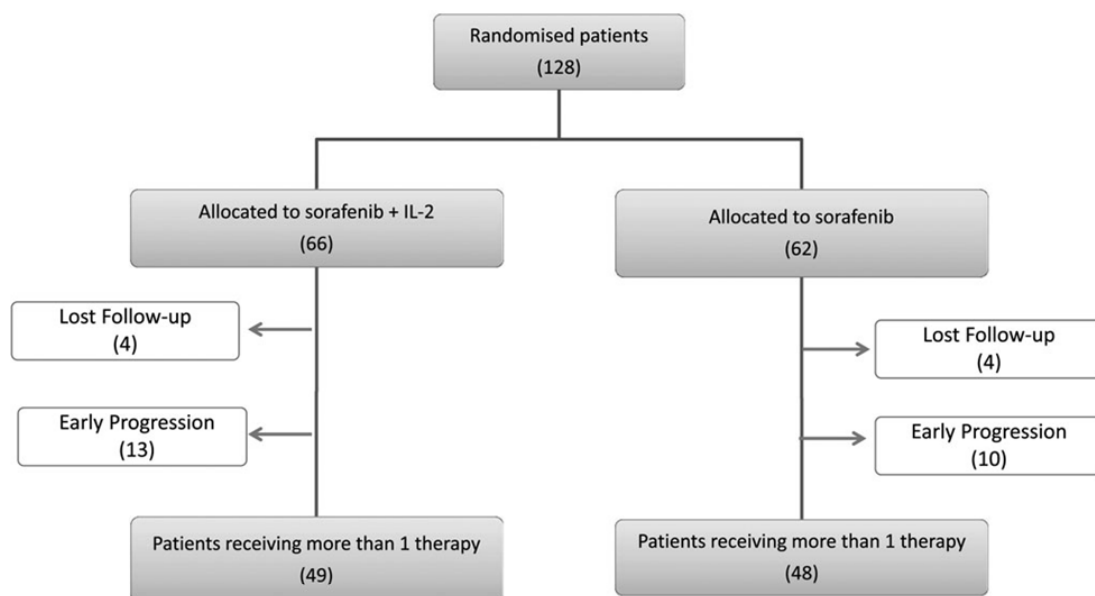 Randomised patients
(128)
Allocated to sorafenib + IL-2
(66)
Allocated to sorafenib
(62)
Lost Follow-up
(4)
Lost Follow-up
(4)
Early Progression
(13)
Early Progression
(10)
Patients receiving more than 1 therapy
(49)
Patients receiving more than 1 therapy
(48)